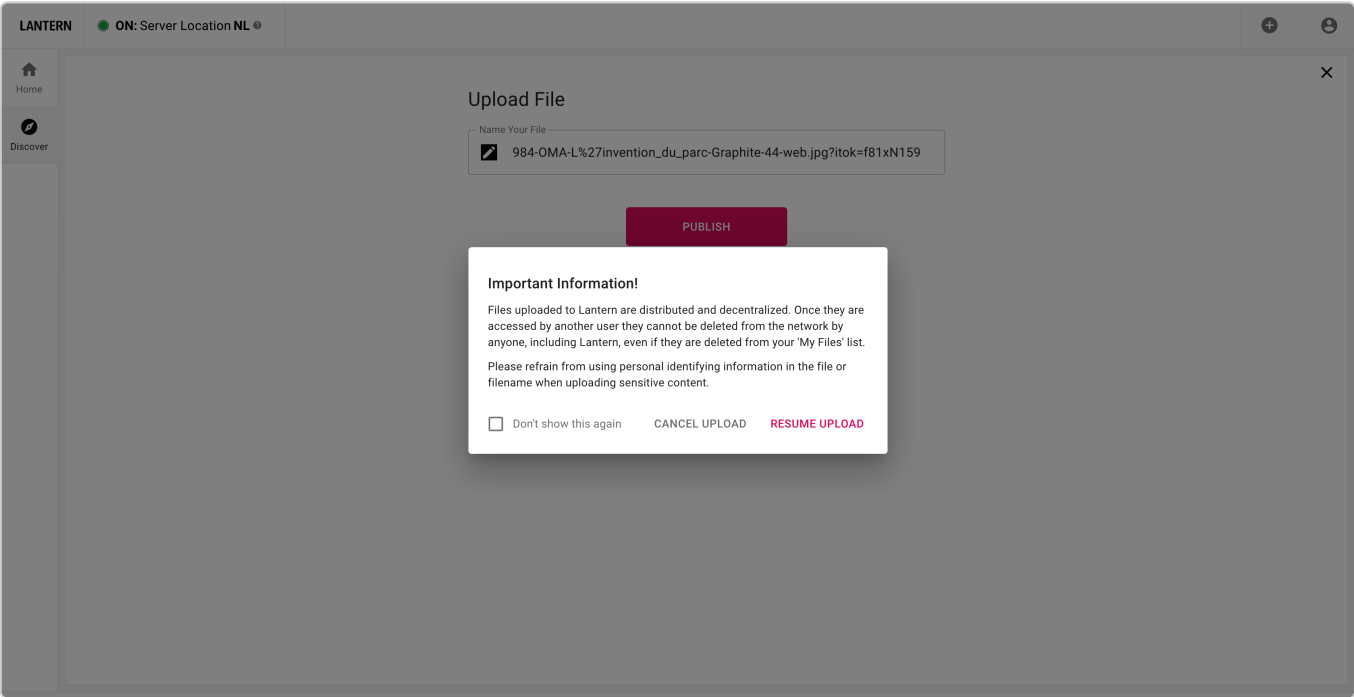 LANTERN
ON: Server Location NL
Home
Discover
Upload File
Name Your File
984-OMA-L%27invention_du_parc-Graphite-44-web.jpg?itok=f81xN159
PUBLISH
Important Information!
Files uploaded to Lantern are distributed and decentralized. Once they are
accessed by another user they cannot be deleted from the network by
anyone, including Lantern, even if they are deleted from your 'My Files' list.
Please refrain from using personal identifying information in the file or
filename when uploading sensitive content.
Don't show this again
CANCEL UPLOAD
RESUME UPLOAD